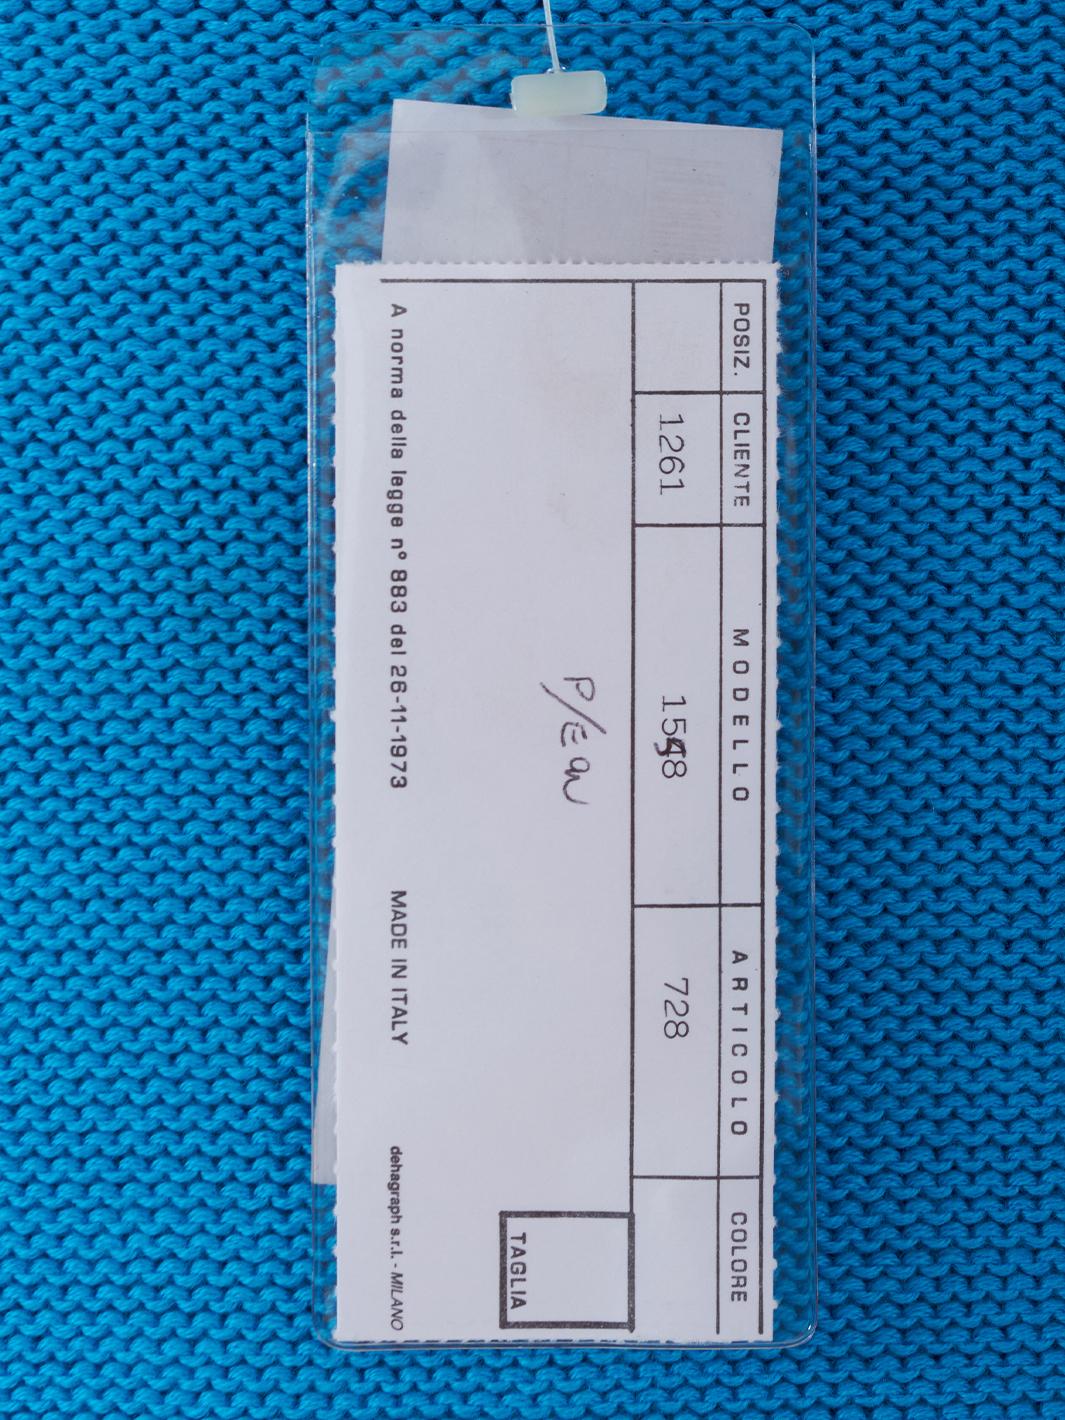 POSIZ. CLIENTE MODELLO ARTICOLO COLORE
1261 1548 728
P/E
TAGLIA
A norma della legge nº 883 del 26-11-1973 MADE IN ITALY dehagraph s.r.l. - MILANO